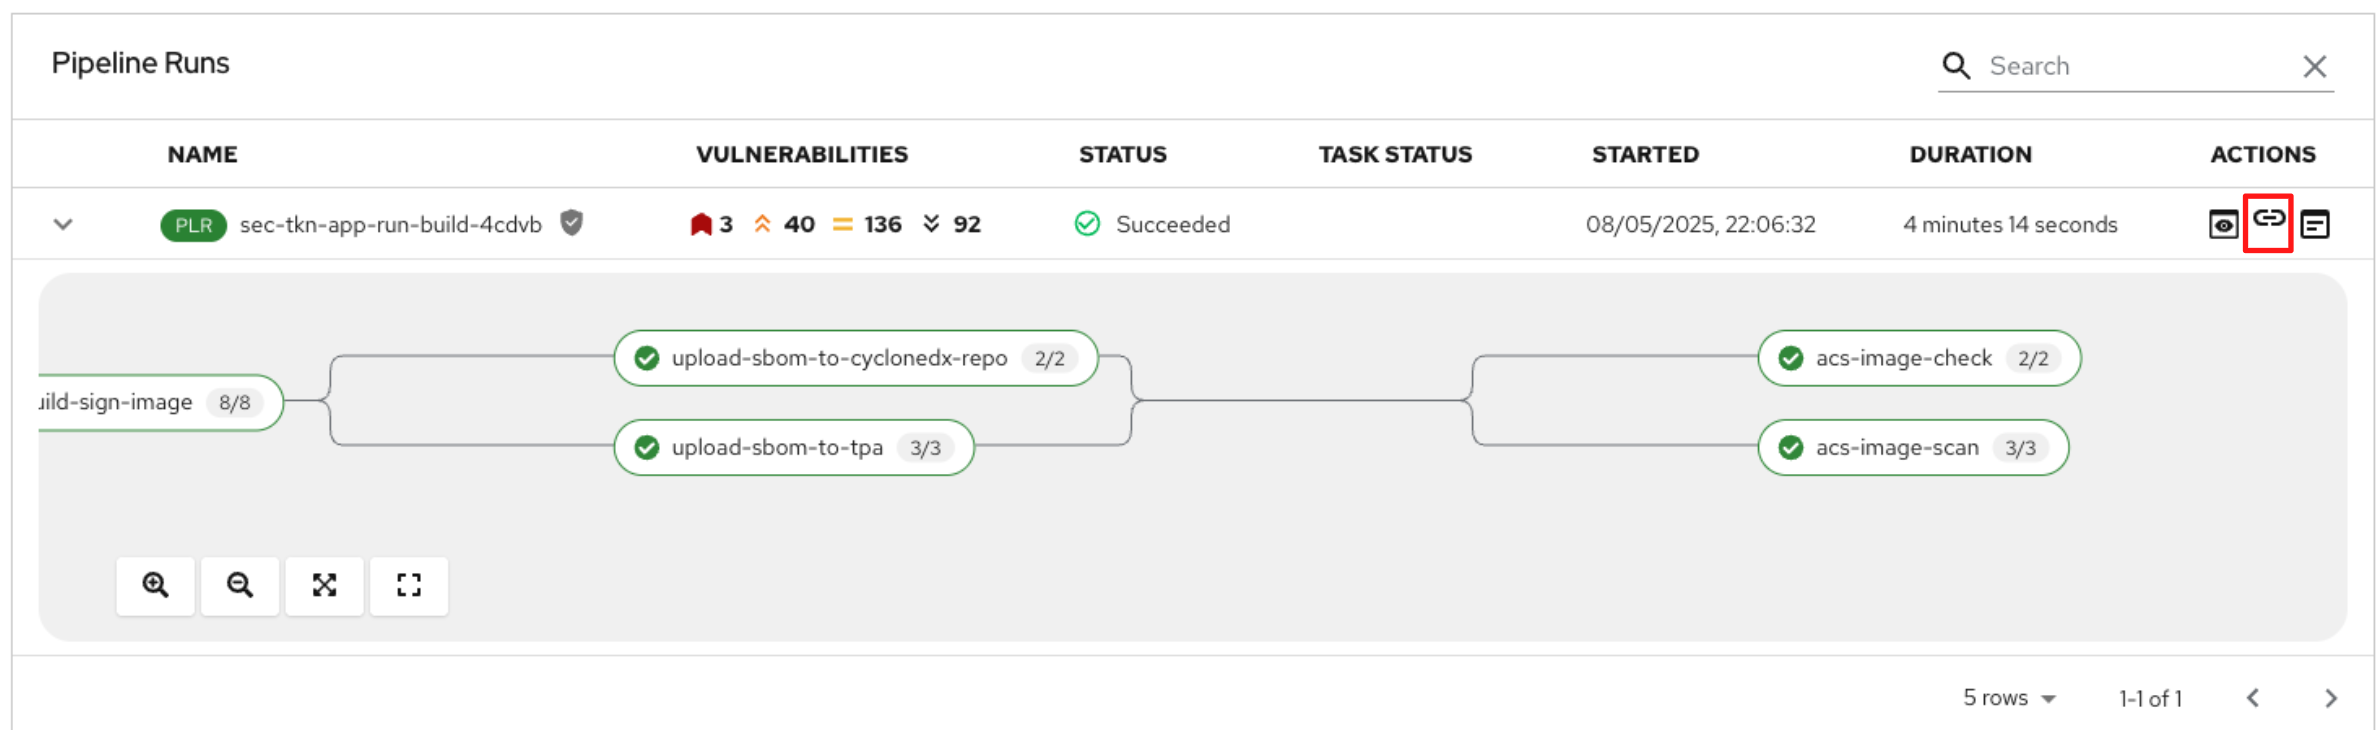 Pipeline Runs
Search
NAME VULNERABILITIES STATUS TASK STATUS STARTED DURATION ACTIONS
PLR sec-tkn-app-run-build-4cdvb 3 40 136 92 Succeeded 08/05/2025, 22:06:32 4 minutes 14 seconds
upload-sbom-to-cyclonedx-repo 2/2 acs-image-check 2/2
uild-sign-image 8/8
upload-sbom-to-tpa 3/3 acs-image-scan 3/3
5 rows 1-1 of 1